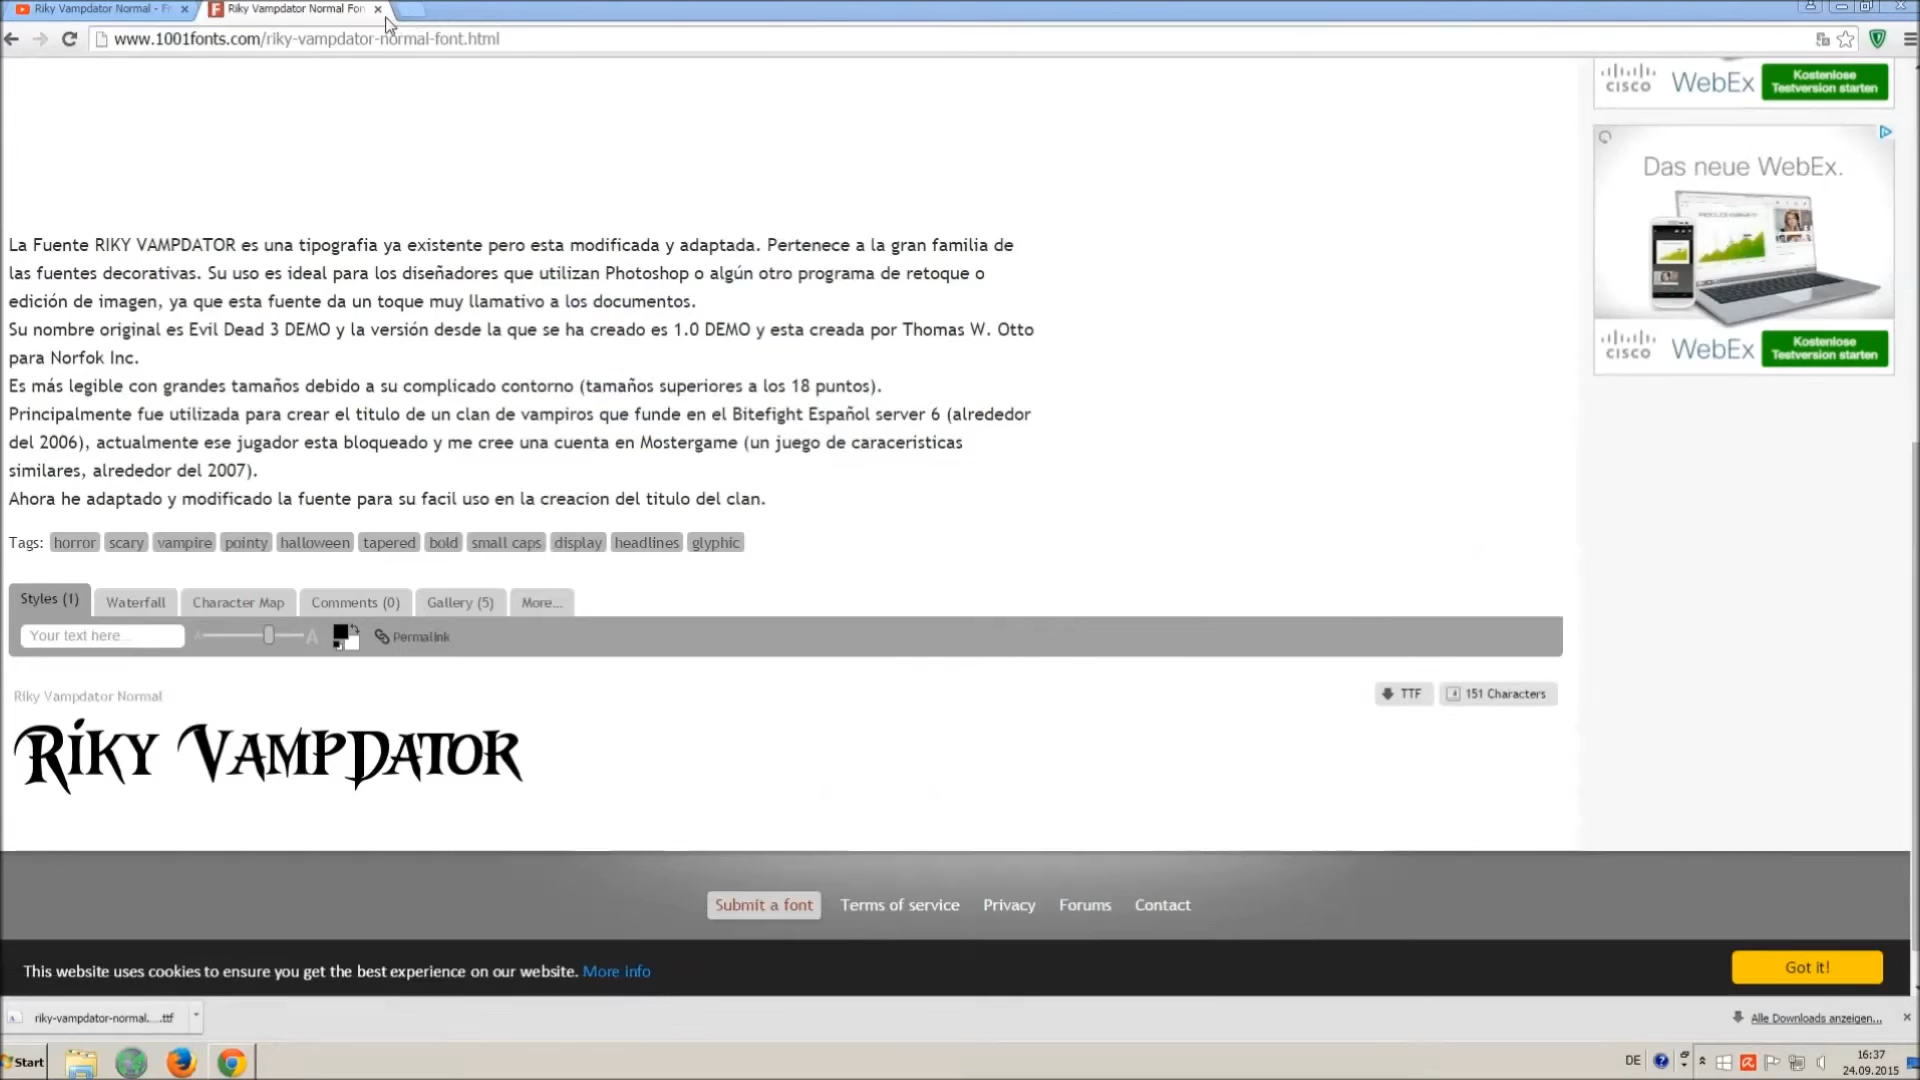 Riky Vampdator Normal - Fr
Riky Vampdator Normal Fon
www.1001fonts.com/riky-vampdator-normal-font.html
CISCO WebEx Kostenlose Testversion starten
Das neue WebEx.
CISCO WebEx Kostenlose Testversion starten
La Fuente RIKY VAMPDATOR es una tipografia ya existente pero esta modificada y adaptada. Pertenece a la gran familia de
las fuentes decorativas. Su uso es ideal para los diseñadores que utilizan Photoshop o algún otro programa de retoque o
edición de imagen, ya que esta fuente da un toque muy llamativo a los documentos.
Su nombre original es Evil Dead 3 DEMO y la versión desde la que se ha creado es 1.0 DEMO y esta creada por Thomas W. Otto
para Norfok Inc.
Es más legible con grandes tamaños debido a su complicado contorno (tamaños superiores a los 18 puntos).
Principalmente fue utilizada para crear el titulo de un clan de vampiros que funde en el Bitefight Español server 6 (alrededor
del 2006), actualmente ese jugador esta bloqueado y me cree una cuenta en Mostergame (un juego de caraceristicas
similares, alrededor del 2007).
Ahora he adaptado y modificado la fuente para su facil uso en la creacion del titulo del clan.
Tags: horror scary vampire pointy halloween tapered bold small caps display headlines glyphic
Styles (1) Waterfall Character Map Comments (0) Gallery (5) More...
Your text here... A A Permalink
Riky Vampdator Normal TTF 151 Characters
Riky VampDator
Submit a font Terms of service Privacy Forums Contact
This website uses cookies to ensure you get the best experience on our website. More info Got it!
riky-vampdator-normal....ttf Alle Downloads anzeigen...
Start DE 16:37
24.09.2015